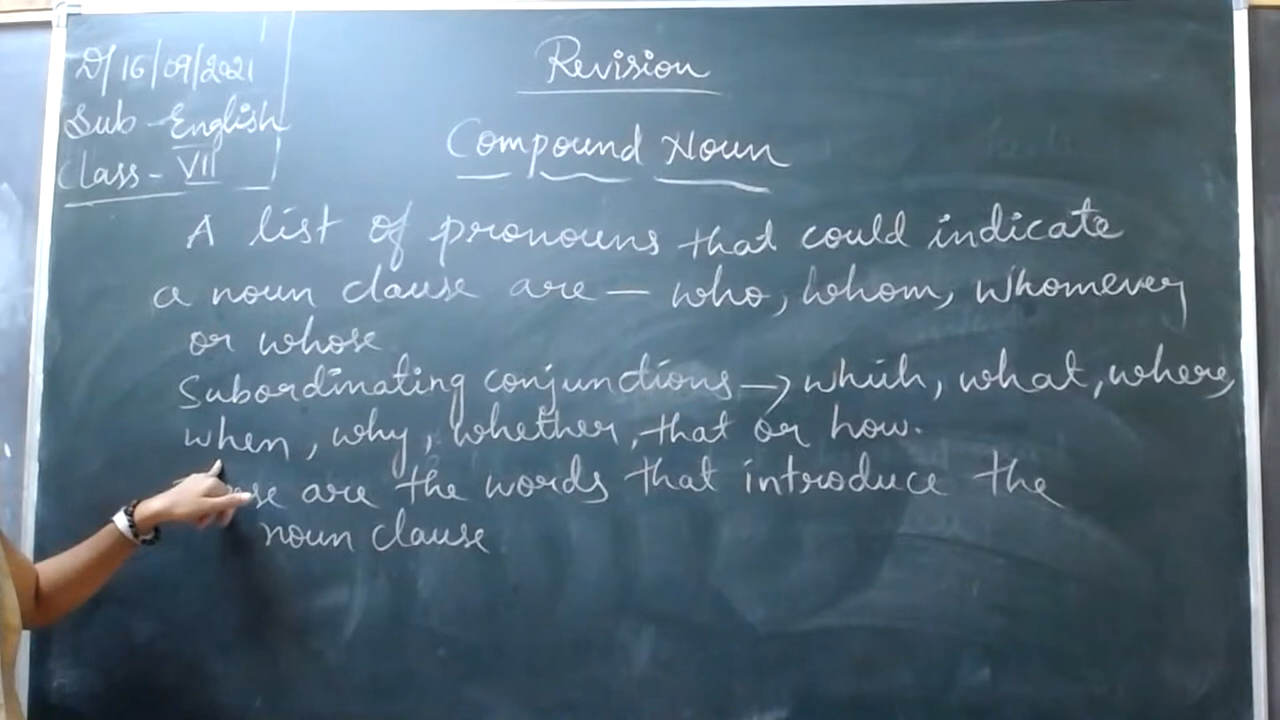 D/ 16/09/2021
Sub - English
Class - VII
Revision
Compound Noun
A list of pronouns that could indicate
a noun clause are — who, whom, whomever
or whose
Subordinating conjunctions → which, what, where,
when, why, whether, that or how.
are the words that introduce the
noun clause